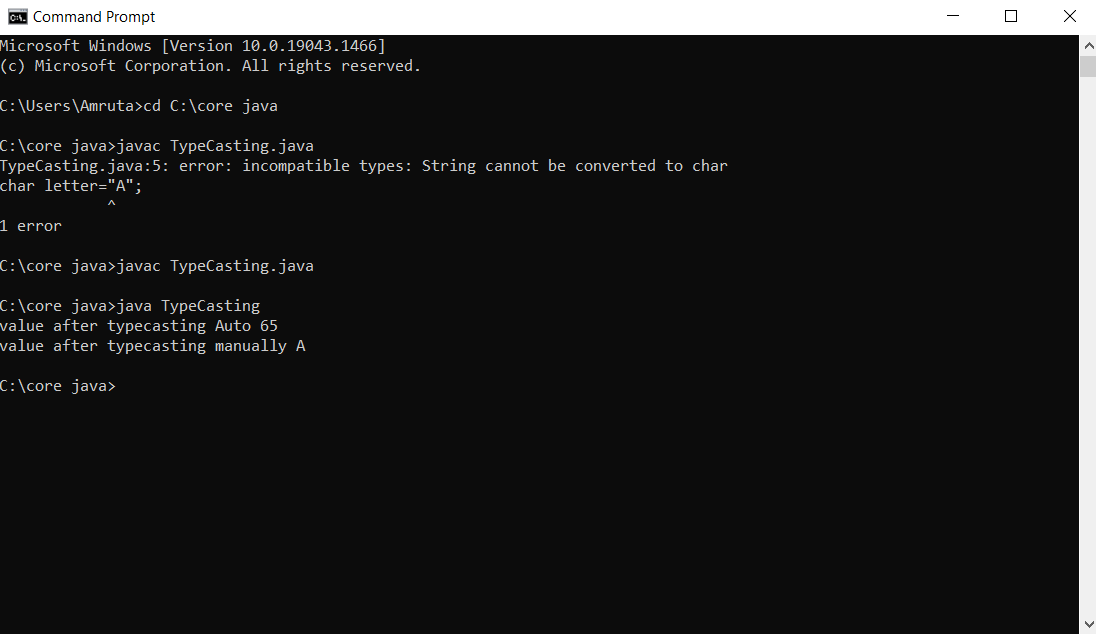 Command Prompt
Microsoft Windows [Version 10.0.19043.1466]
(c) Microsoft Corporation. All rights reserved.
C:\Users\Amruta>cd C:\core java
C:\core java>javac TypeCasting.java
TypeCasting.java:5: error: incompatible types: String cannot be converted to char
char letter="A";
^
1 error
C:\core java>javac TypeCasting.java
C:\core java>java TypeCasting
value after typecasting Auto 65
value after typecasting manually A
C:\core java>